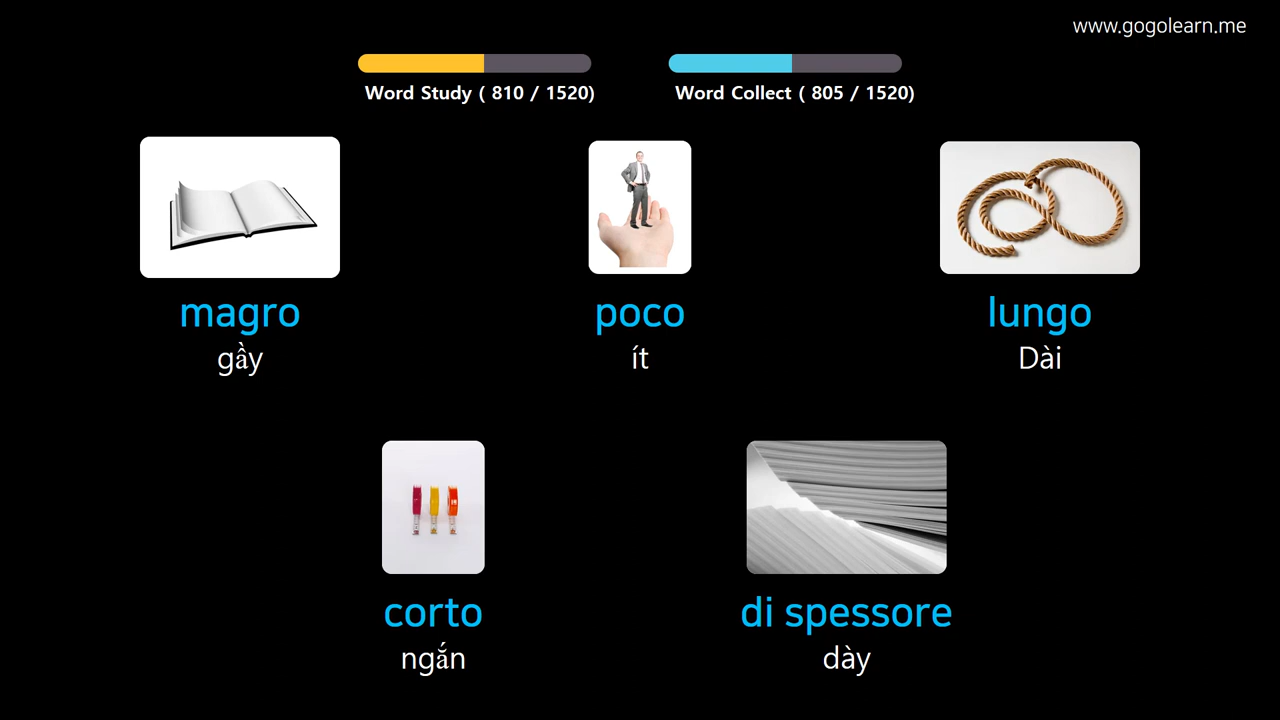 www.gogolearn.me
Word Study ( 810 / 1520)
Word Collect ( 805 / 1520)
magro
gầy
poco
ít
lungo
Dài
corto
ngắn
di spessore
dày